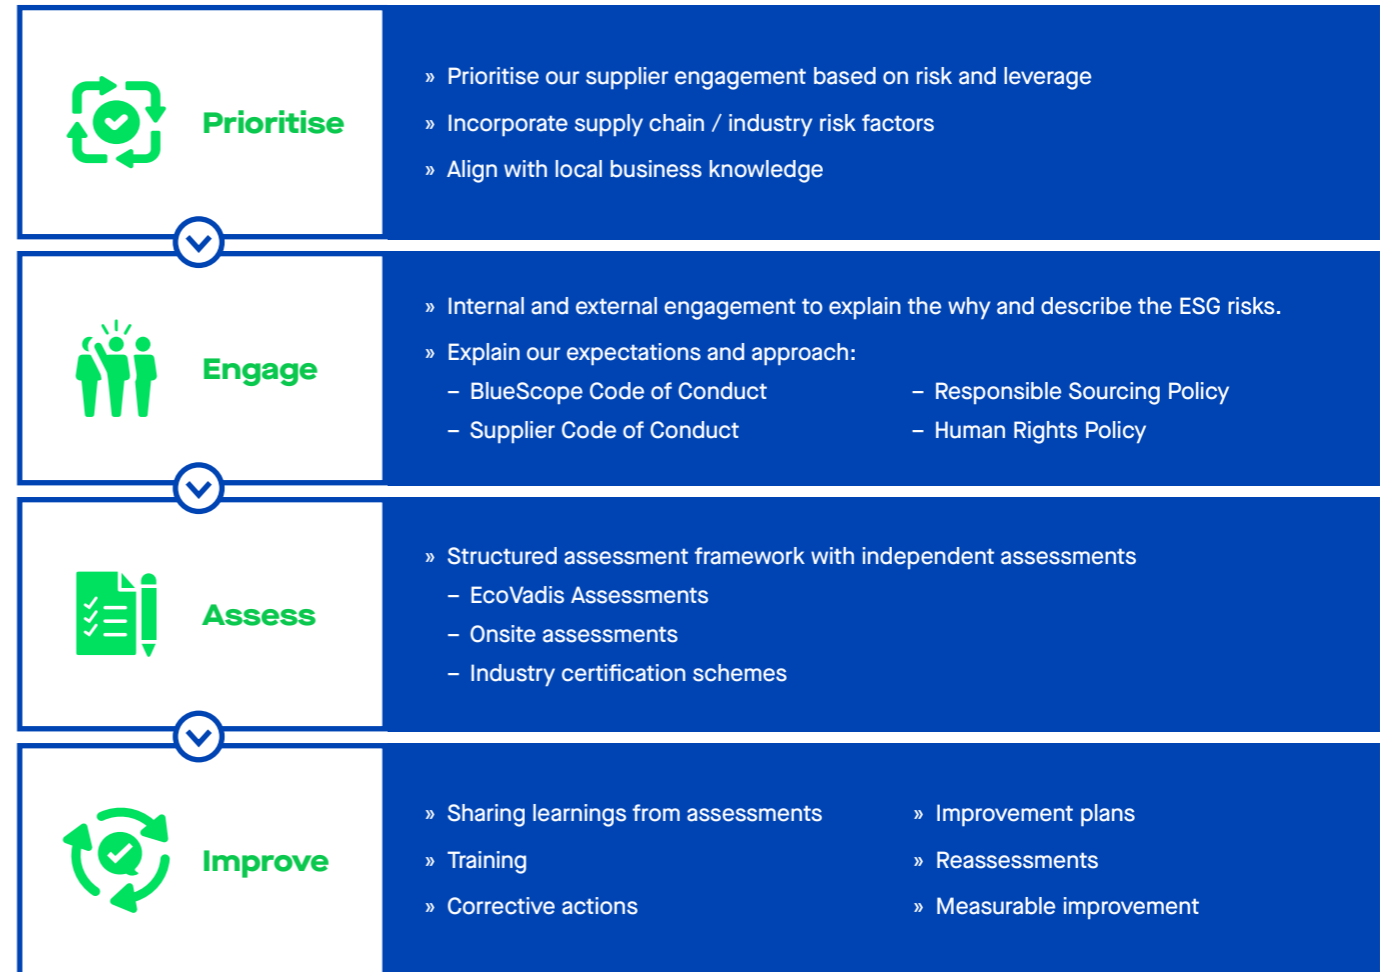 Prioritise
» Prioritise our supplier engagement based on risk and leverage
» Incorporate supply chain / industry risk factors
» Align with local business knowledge
Engage
» Internal and external engagement to explain the why and describe the ESG risks.
» Explain our expectations and approach:
– BlueScope Code of Conduct
– Supplier Code of Conduct
– Responsible Sourcing Policy
– Human Rights Policy
Assess
» Structured assessment framework with independent assessments
– EcoVadis Assessments
– Onsite assessments
– Industry certification schemes
Improve
» Sharing learnings from assessments
» Training
» Corrective actions
» Improvement plans
» Reassessments
» Measurable improvement